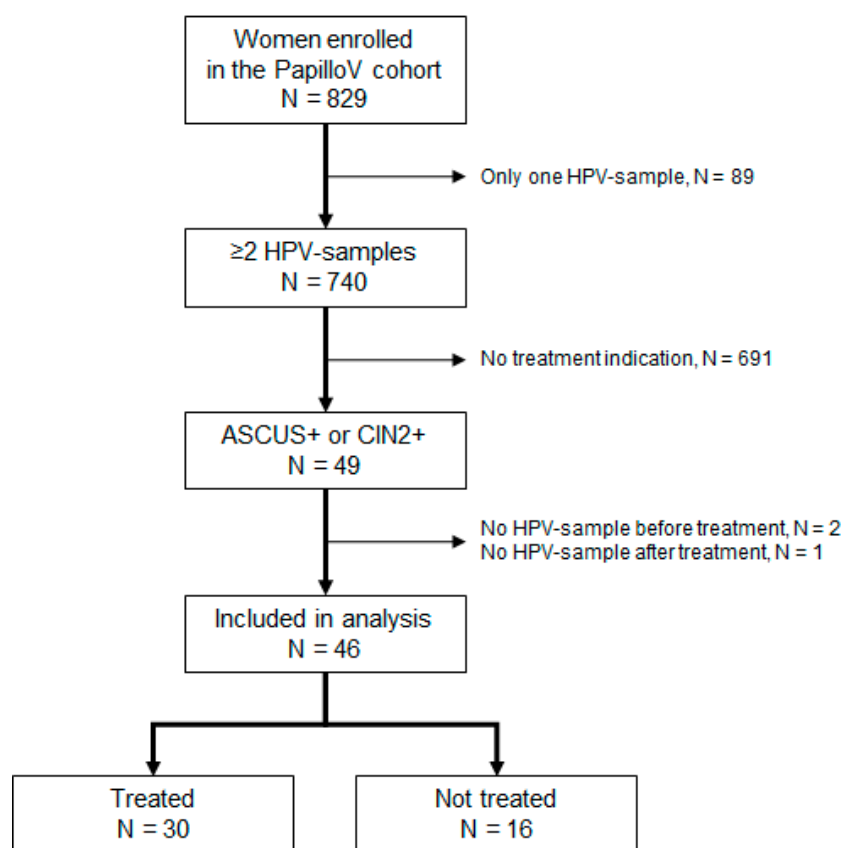 Women enrolled
in the PapilloV cohort
N = 829
Only one HPV-sample, N = 89
≥2 HPV-samples
N = 740
No treatment indication, N = 691
ASCUS+ or CIN2+
N = 49
No HPV-sample before treatment, N = 2
No HPV-sample after treatment, N = 1
Included in analysis
N = 46
Treated
N = 30
Not treated
N = 16